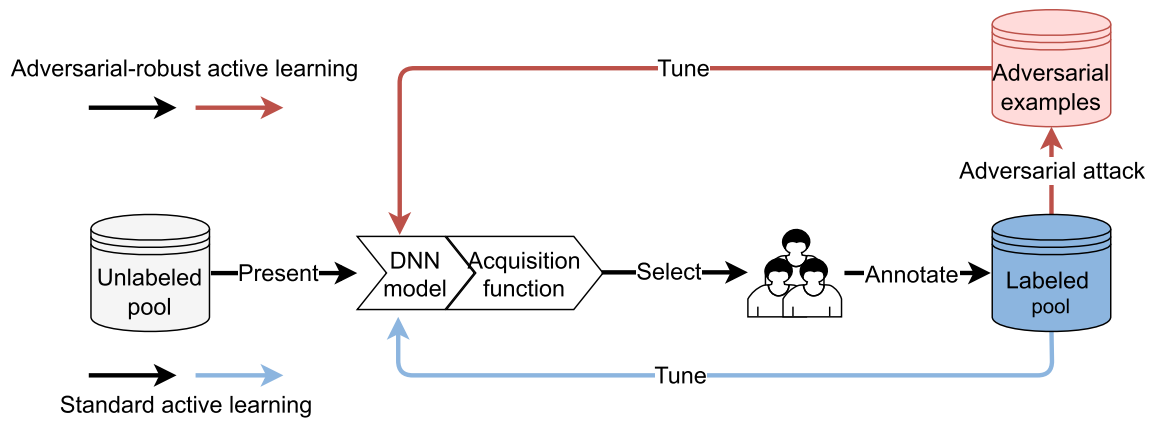 Adversarial-robust active learning
Tune
Adversarial
examples
Adversarial attack
Unlabeled
pool
Present
DNN
model
Acquisition
function
Select
Annotate
Labeled
pool
Tune
Standard active learning